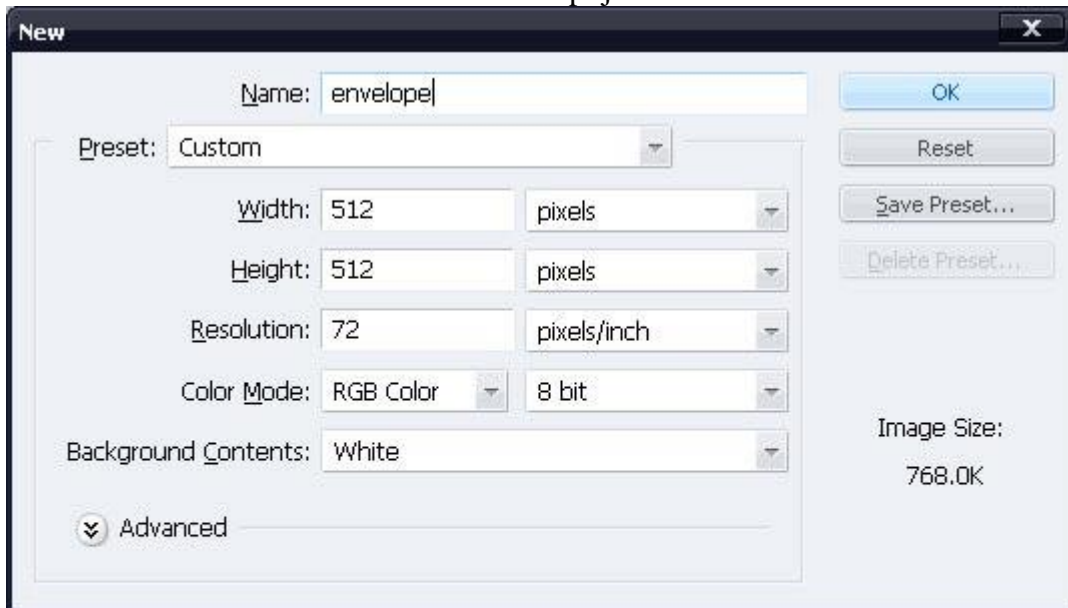 New
Name: envelope
OK
Preset: Custom
Reset
Width: 512 pixels
Save Preset...
Height: 512 pixels
Delete Preset...
Resolution: 72 pixels/inch
Color Mode: RGB Color 8 bit
Image Size:
Background Contents: White
768.0K
Advanced